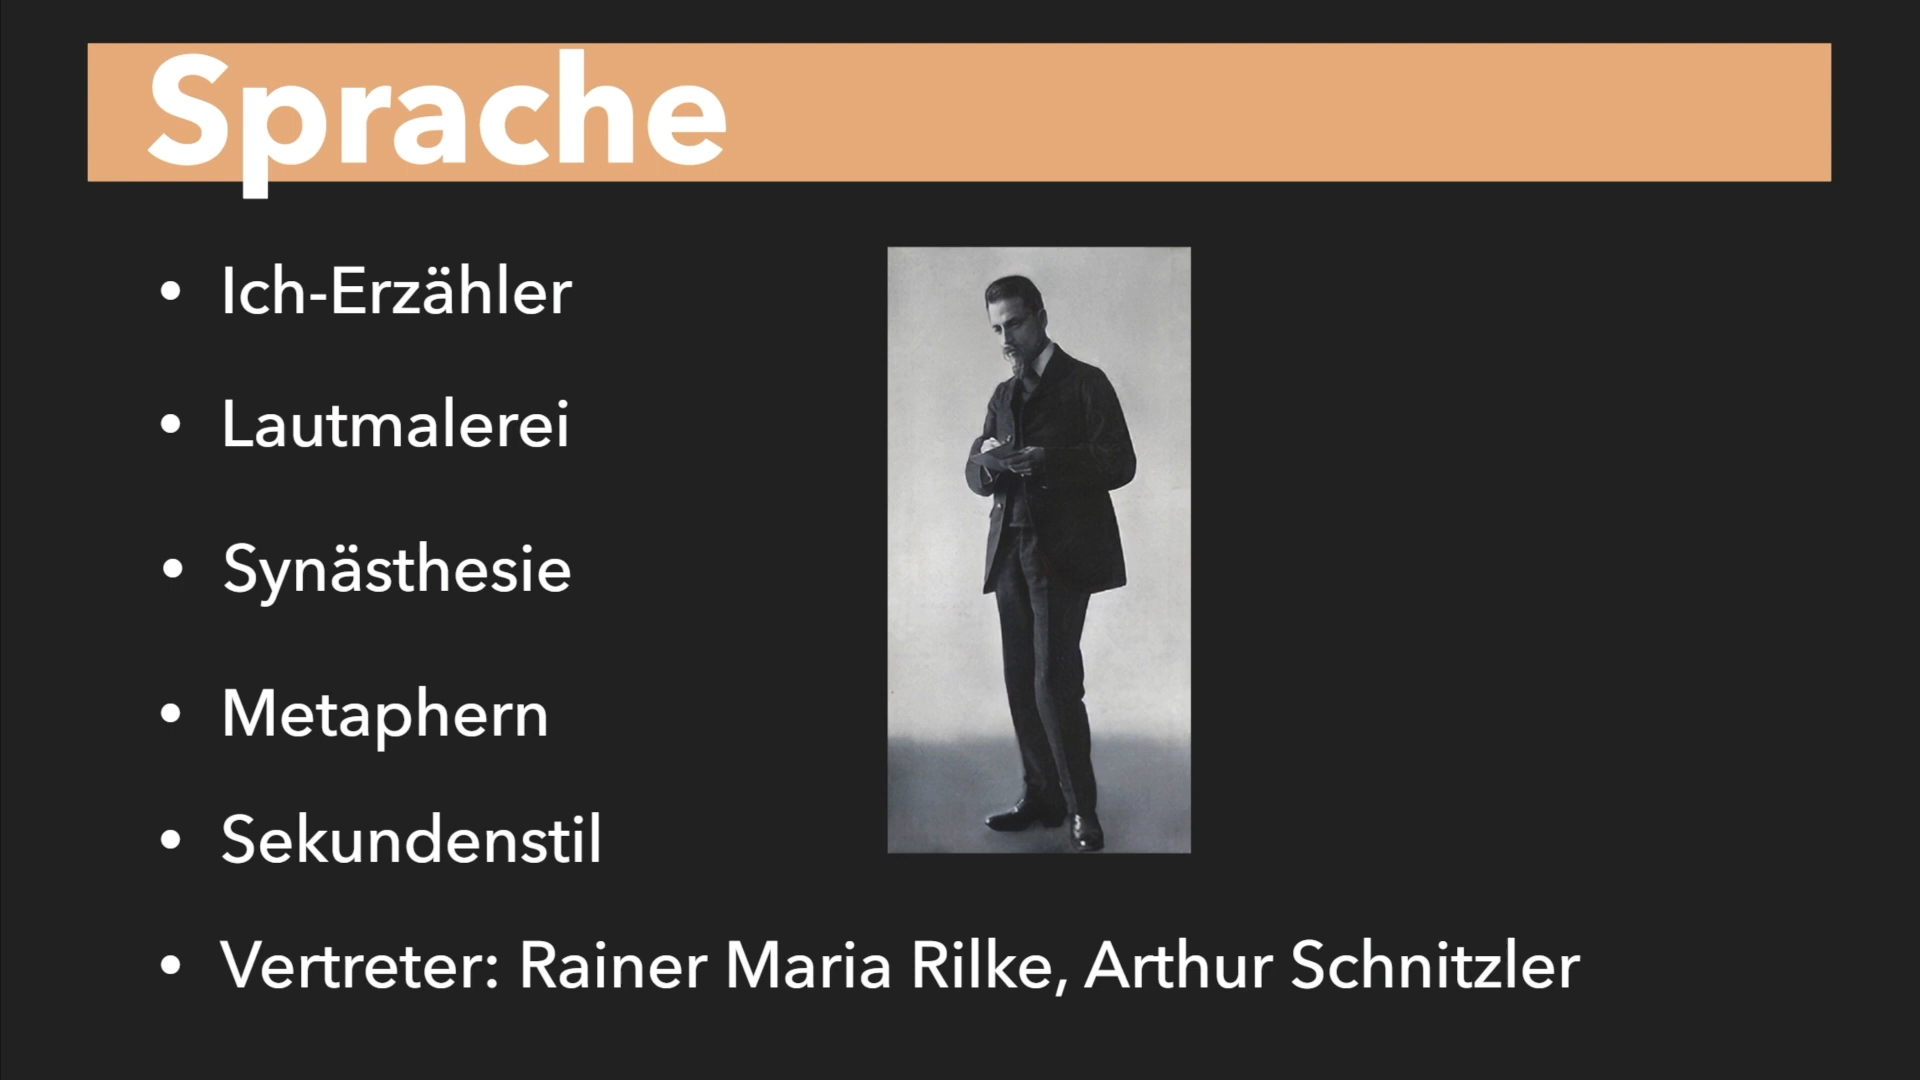 Sprache
• Ich-Erzähler
• Lautmalerei
• Synästhesie
• Metaphern
• Sekundenstil
• Vertreter: Rainer Maria Rilke, Arthur Schnitzler